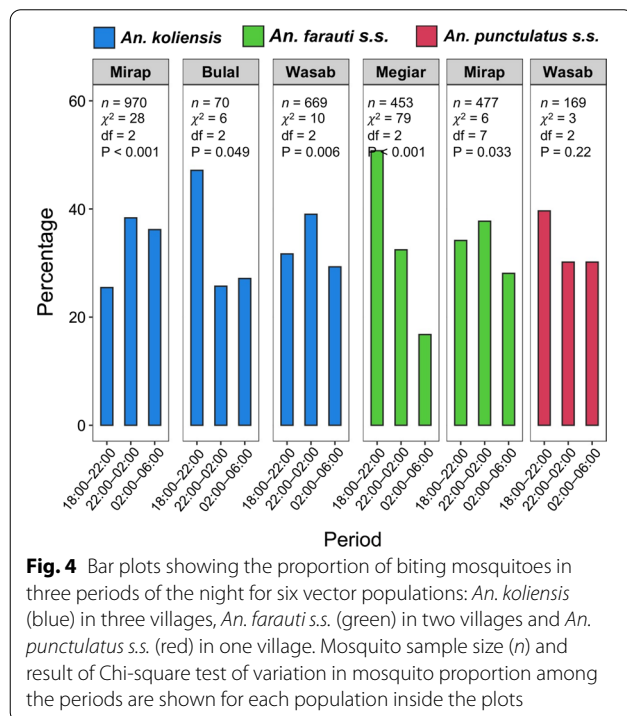 An. koliensis An. farauti s.s. An. punctulatus s.s.
Mirap Bulal Wasab Megiar Mirap Wasab
n = 970 n = 70 n = 669 n = 453 n = 477 n = 169
χ² = 28 χ² = 6 χ² = 10 χ² = 79 χ² = 6 χ² = 3
df = 2 df = 2 df = 2 df = 2 df = 7 df = 2
P < 0.001 P = 0.049 P = 0.006 P < 0.001 P = 0.033 P = 0.22
60
40
20
0
Percentage
18:00–22:00 22:00–02:00 02:00–06:00 18:00–22:00 22:00–02:00 02:00–06:00 18:00–22:00 22:00–02:00 02:00–06:00 18:00–22:00 22:00–02:00 02:00–06:00 18:00–22:00 22:00–02:00 02:00–06:00 18:00–22:00 22:00–02:00 02:00–06:00
Period
Fig. 4 Bar plots showing the proportion of biting mosquitoes in
three periods of the night for six vector populations: An. koliensis
(blue) in three villages, An. farauti s.s. (green) in two villages and An.
punctulatus s.s. (red) in one village. Mosquito sample size (n) and
result of Chi-square test of variation in mosquito proportion among
the periods are shown for each population inside the plots